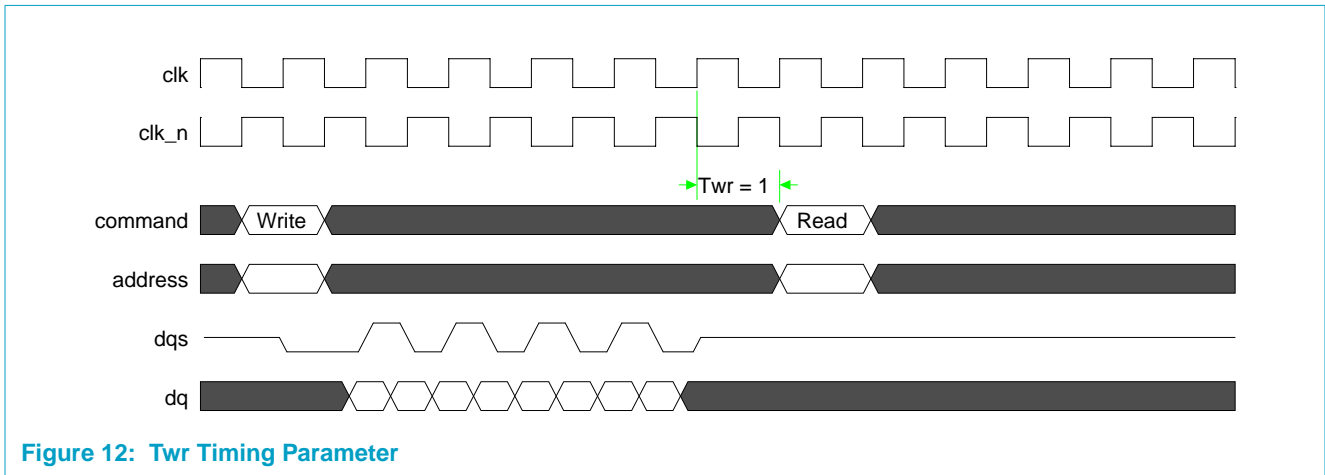 clk
clk_n
Twr = 1
command Write Read
address
dqs
dq
Figure 12: Twr Timing Parameter